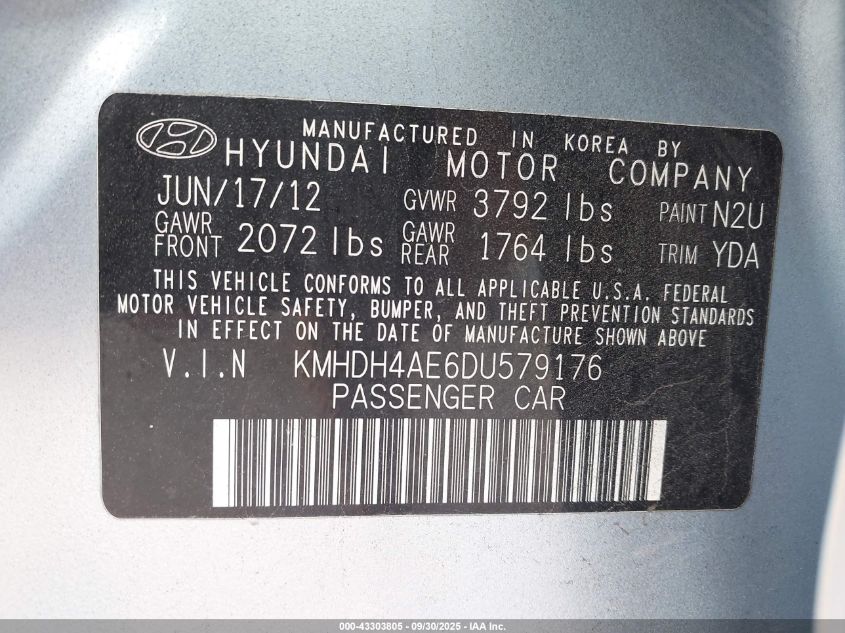 MANUFACTURED IN KOREA BY
HYUNDAI MOTOR COMPANY
JUN/17/12 GVWR 3792 lbs PAINT N2U
GAWR FRONT 2072 lbs GAWR REAR 1764 lbs TRIM YDA
THIS VEHICLE CONFORMS TO ALL APPLICABLE U.S.A. FEDERAL
MOTOR VEHICLE SAFETY, BUMPER, AND THEFT PREVENTION STANDARDS
IN EFFECT ON THE DATE OF MANUFACTURE SHOWN ABOVE
V.I.N KMHDH4AE6DU579176
PASSENGER CAR
000-43303805 - 09/30/2025 - IAA Inc.